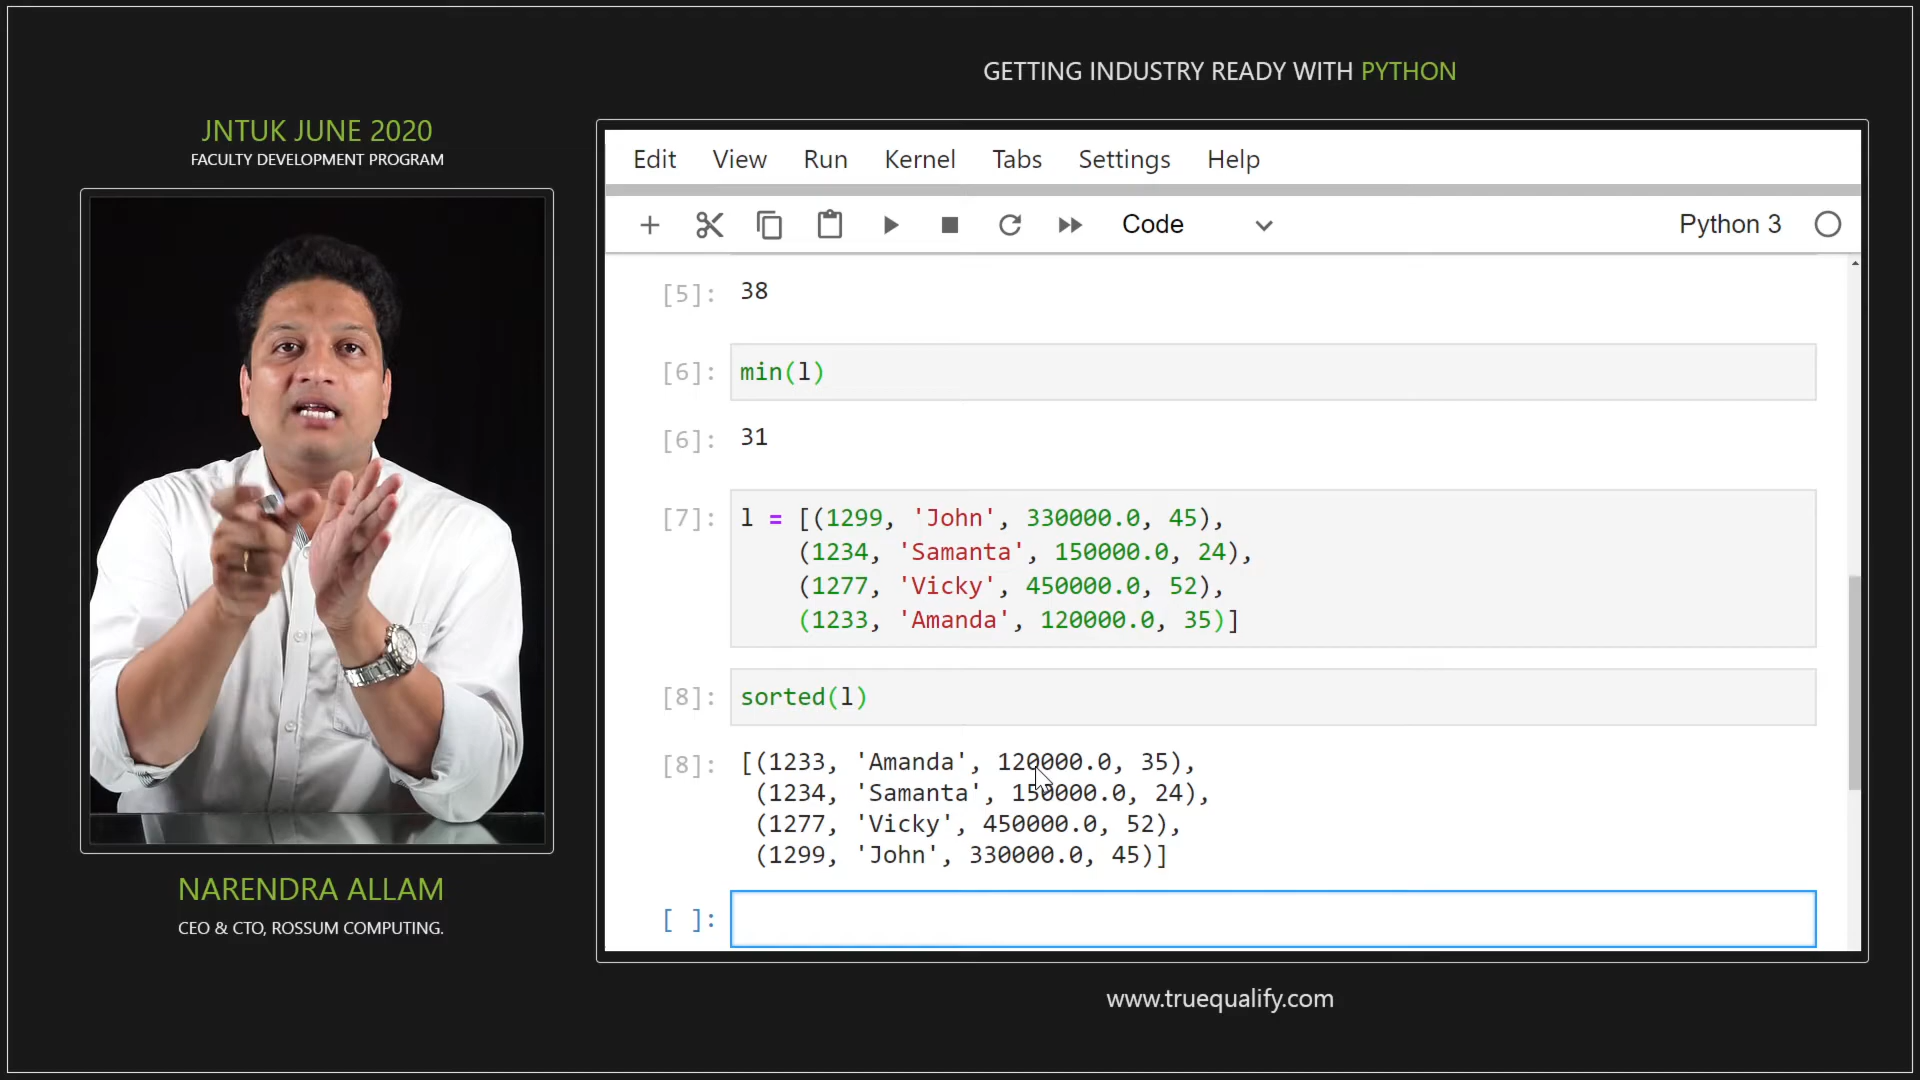 GETTING INDUSTRY READY WITH PYTHON
JNTUK JUNE 2020
FACULTY DEVELOPMENT PROGRAM
Edit View Run Kernel Tabs Settings Help
Code Python 3
[5]: 38
[6]: min(l)
[6]: 31
[7]: l = [(1299, 'John', 330000.0, 45),
(1234, 'Samanta', 150000.0, 24),
(1277, 'Vicky', 450000.0, 52),
(1233, 'Amanda', 120000.0, 35)]
[8]: sorted(l)
[8]: [(1233, 'Amanda', 120000.0, 35),
(1234, 'Samanta', 150000.0, 24),
(1277, 'Vicky', 450000.0, 52),
(1299, 'John', 330000.0, 45)]
[ ]:
NARENDRA ALLAM
CEO & CTO, ROSSUM COMPUTING.
www.truequalify.com